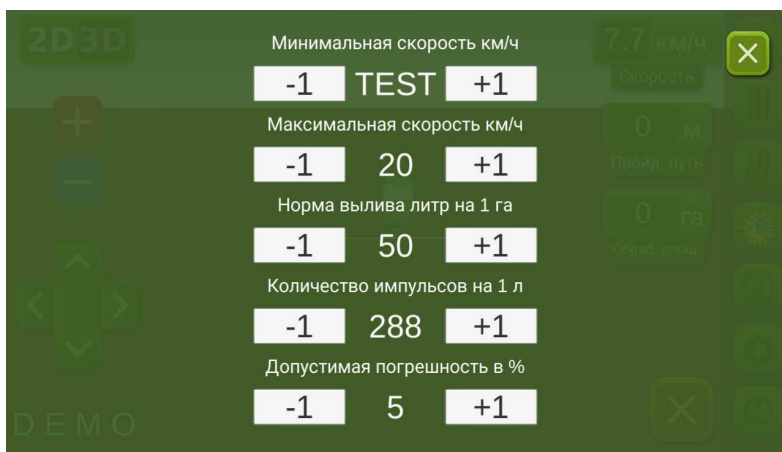 2D 3D
7.7 км/ч
Скорость
0 м
Пройд. путь
0 га
Обраб. площ.
Минимальная скорость км/ч
-1 TEST +1
Максимальная скорость км/ч
-1 20 +1
Норма вылива литр на 1 га
-1 50 +1
Количество импульсов на 1 л
-1 288 +1
Допустимая погрешность в %
-1 5 +1
DEMO